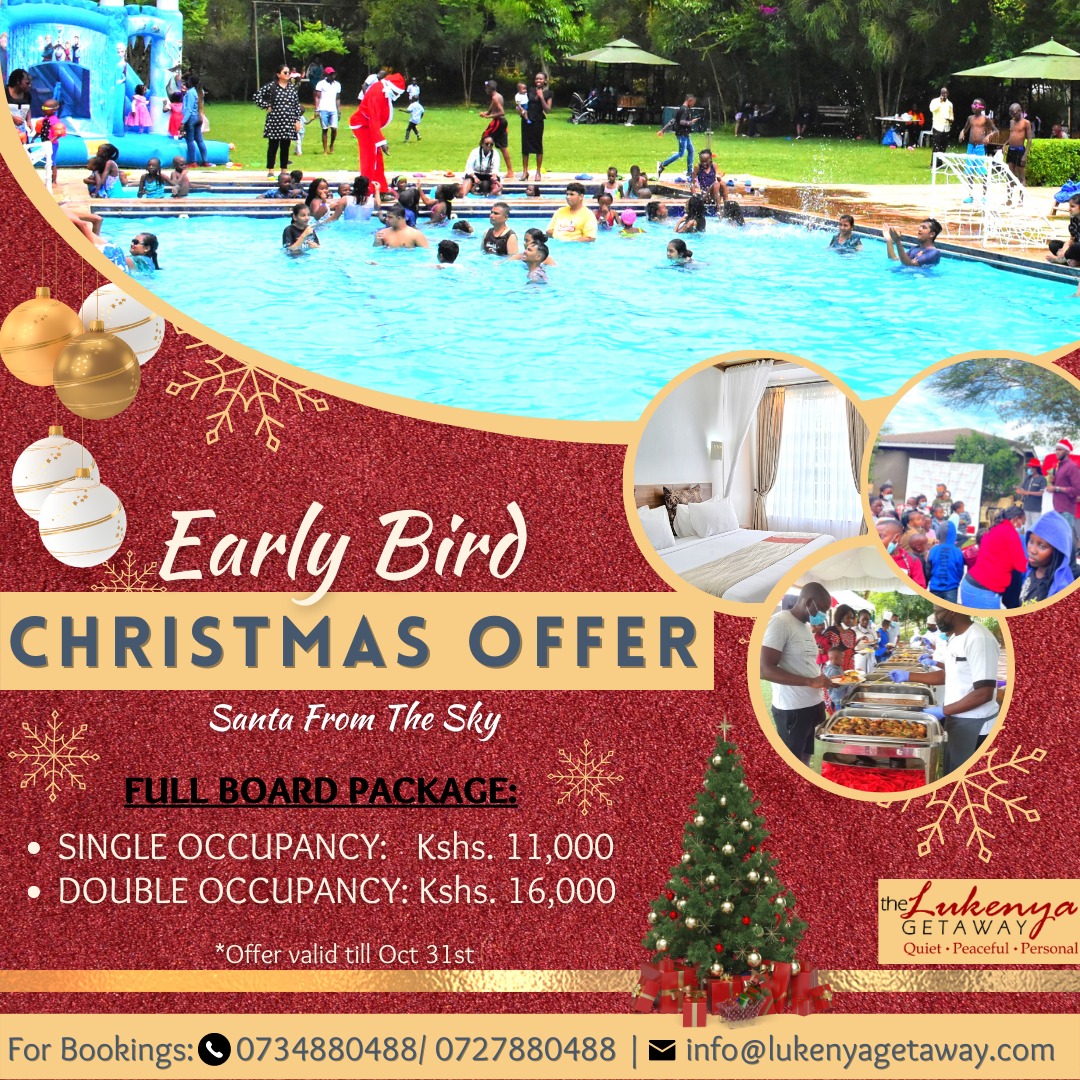 Early Bird
CHRISTMAS OFFER
Santa From The Sky
FULL BOARD PACKAGE:
• SINGLE OCCUPANCY: Kshs. 11,000
• DOUBLE OCCUPANCY: Kshs. 16,000
*Offer valid till Oct 31st
the Lukenya
GETAWAY
Quiet • Peaceful • Personal
For Bookings: 0734880488/ 0727880488 | info@lukenyagetaway.com